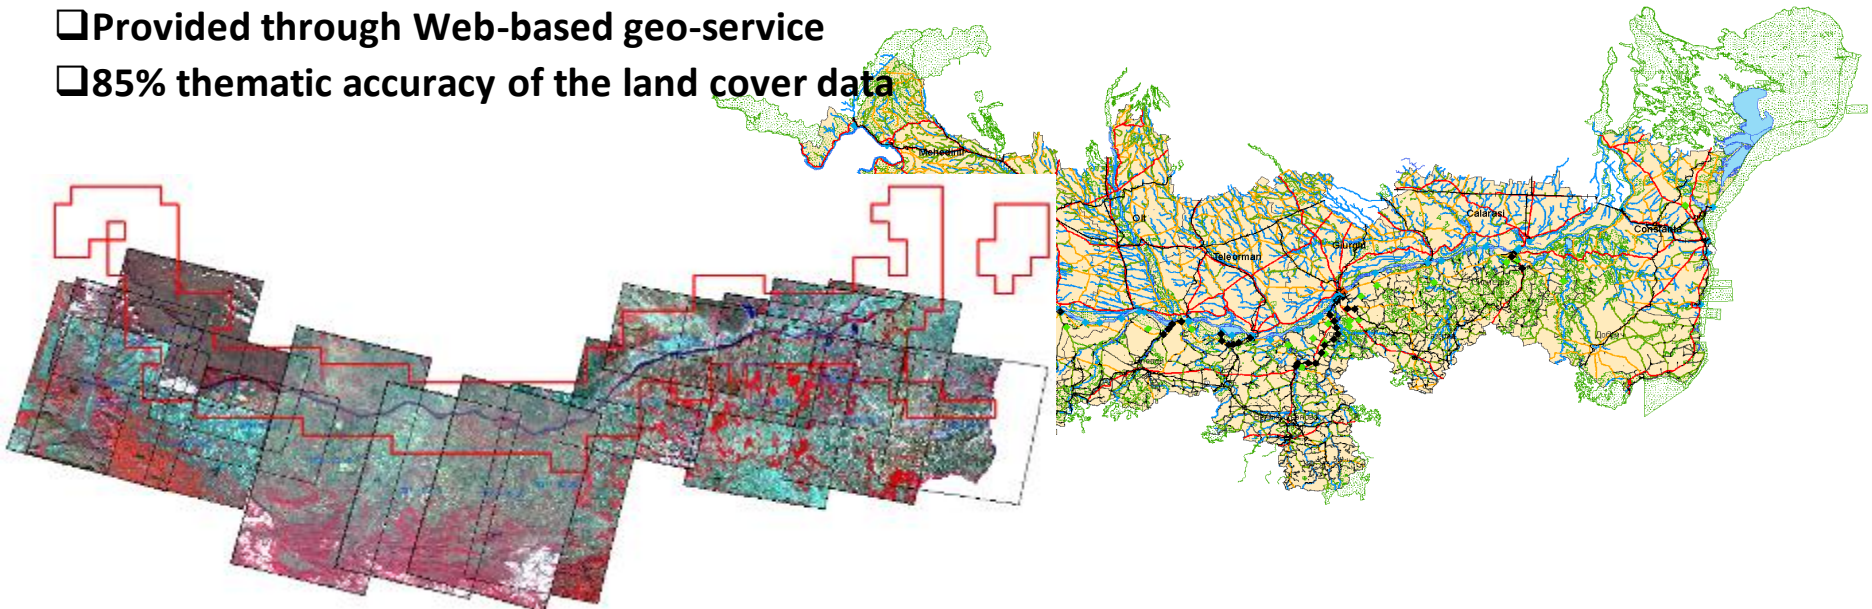 ❑Provided through Web-based geo-service
❑85% thematic accuracy of the land cover data
Mehedinti
Olt
Teleorman
Giurgiu
Calarasi
Constanta